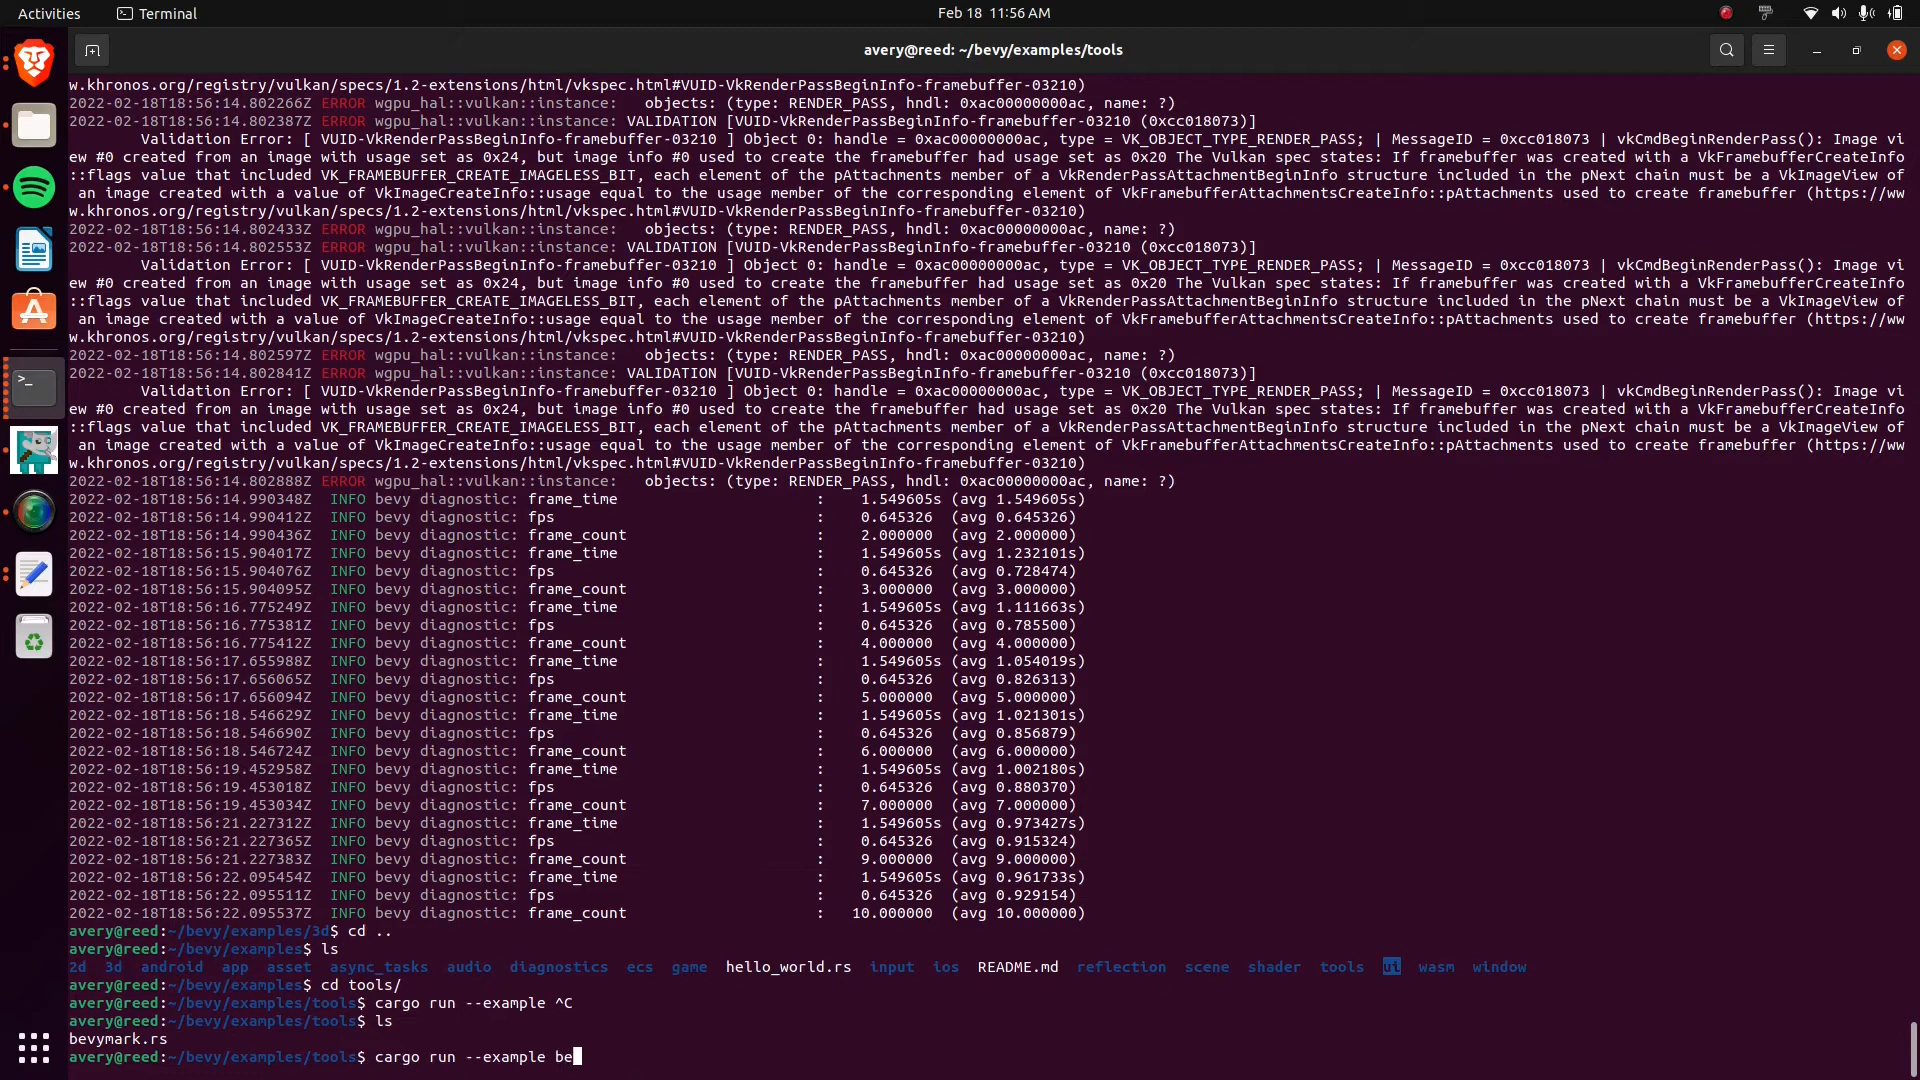 Activities
Terminal
Feb 18 11:56 AM
avery@reed: ~/bevy/examples/tools
w.khronos.org/registry/vulkan/specs/1.2-extensions/html/vkspec.html#VUID-VkRenderPassBeginInfo-framebuffer-03210)
2022-02-18T18:56:14.802266Z ERROR wgpu_hal::vulkan::instance:   objects: (type: RENDER_PASS, hndl: 0xac00000000ac, name: ?)
2022-02-18T18:56:14.802387Z ERROR wgpu_hal::vulkan::instance: VALIDATION [VUID-VkRenderPassBeginInfo-framebuffer-03210 (0xcc018073)]
        Validation Error: [ VUID-VkRenderPassBeginInfo-framebuffer-03210 ] Object 0: handle = 0xac00000000ac, type = VK_OBJECT_TYPE_RENDER_PASS; | MessageID = 0xcc018073 | vkCmdBeginRenderPass(): Image vi
ew #0 created from an image with usage set as 0x24, but image info #0 used to create the framebuffer had usage set as 0x20 The Vulkan spec states: If framebuffer was created with a VkFramebufferCreateInfo
::flags value that included VK_FRAMEBUFFER_CREATE_IMAGELESS_BIT, each element of the pAttachments member of a VkRenderPassAttachmentBeginInfo structure included in the pNext chain must be a VkImageView of
 an image created with a value of VkImageCreateInfo::usage equal to the usage member of the corresponding element of VkFramebufferAttachmentsCreateInfo::pAttachments used to create framebuffer (https://ww
w.khronos.org/registry/vulkan/specs/1.2-extensions/html/vkspec.html#VUID-VkRenderPassBeginInfo-framebuffer-03210)
2022-02-18T18:56:14.802433Z ERROR wgpu_hal::vulkan::instance:   objects: (type: RENDER_PASS, hndl: 0xac00000000ac, name: ?)
2022-02-18T18:56:14.802553Z ERROR wgpu_hal::vulkan::instance: VALIDATION [VUID-VkRenderPassBeginInfo-framebuffer-03210 (0xcc018073)]
        Validation Error: [ VUID-VkRenderPassBeginInfo-framebuffer-03210 ] Object 0: handle = 0xac00000000ac, type = VK_OBJECT_TYPE_RENDER_PASS; | MessageID = 0xcc018073 | vkCmdBeginRenderPass(): Image vi
ew #0 created from an image with usage set as 0x24, but image info #0 used to create the framebuffer had usage set as 0x20 The Vulkan spec states: If framebuffer was created with a VkFramebufferCreateInfo
::flags value that included VK_FRAMEBUFFER_CREATE_IMAGELESS_BIT, each element of the pAttachments member of a VkRenderPassAttachmentBeginInfo structure included in the pNext chain must be a VkImageView of
 an image created with a value of VkImageCreateInfo::usage equal to the usage member of the corresponding element of VkFramebufferAttachmentsCreateInfo::pAttachments used to create framebuffer (https://ww
w.khronos.org/registry/vulkan/specs/1.2-extensions/html/vkspec.html#VUID-VkRenderPassBeginInfo-framebuffer-03210)
2022-02-18T18:56:14.802597Z ERROR wgpu_hal::vulkan::instance:   objects: (type: RENDER_PASS, hndl: 0xac00000000ac, name: ?)
2022-02-18T18:56:14.802841Z ERROR wgpu_hal::vulkan::instance: VALIDATION [VUID-VkRenderPassBeginInfo-framebuffer-03210 (0xcc018073)]
        Validation Error: [ VUID-VkRenderPassBeginInfo-framebuffer-03210 ] Object 0: handle = 0xac00000000ac, type = VK_OBJECT_TYPE_RENDER_PASS; | MessageID = 0xcc018073 | vkCmdBeginRenderPass(): Image vi
ew #0 created from an image with usage set as 0x24, but image info #0 used to create the framebuffer had usage set as 0x20 The Vulkan spec states: If framebuffer was created with a VkFramebufferCreateInfo
::flags value that included VK_FRAMEBUFFER_CREATE_IMAGELESS_BIT, each element of the pAttachments member of a VkRenderPassAttachmentBeginInfo structure included in the pNext chain must be a VkImageView of
 an image created with a value of VkImageCreateInfo::usage equal to the usage member of the corresponding element of VkFramebufferAttachmentsCreateInfo::pAttachments used to create framebuffer (https://ww
w.khronos.org/registry/vulkan/specs/1.2-extensions/html/vkspec.html#VUID-VkRenderPassBeginInfo-framebuffer-03210)
2022-02-18T18:56:14.802888Z ERROR wgpu_hal::vulkan::instance:   objects: (type: RENDER_PASS, hndl: 0xac00000000ac, name: ?)
2022-02-18T18:56:14.990348Z  INFO bevy diagnostic: frame_time                      :    1.549605s (avg 1.549605s)
2022-02-18T18:56:14.990412Z  INFO bevy diagnostic: fps                             :    0.645326  (avg 0.645326)
2022-02-18T18:56:14.990436Z  INFO bevy diagnostic: frame_count                     :    2.000000  (avg 2.000000)
2022-02-18T18:56:15.904017Z  INFO bevy diagnostic: frame_time                      :    1.549605s (avg 1.232101s)
2022-02-18T18:56:15.904076Z  INFO bevy diagnostic: fps                             :    0.645326  (avg 0.728474)
2022-02-18T18:56:15.904095Z  INFO bevy diagnostic: frame_count                     :    3.000000  (avg 3.000000)
2022-02-18T18:56:16.775249Z  INFO bevy diagnostic: frame_time                      :    1.549605s (avg 1.111663s)
2022-02-18T18:56:16.775381Z  INFO bevy diagnostic: fps                             :    0.645326  (avg 0.785500)
2022-02-18T18:56:16.775412Z  INFO bevy diagnostic: frame_count                     :    4.000000  (avg 4.000000)
2022-02-18T18:56:17.655988Z  INFO bevy diagnostic: frame_time                      :    1.549605s (avg 1.054019s)
2022-02-18T18:56:17.656065Z  INFO bevy diagnostic: fps                             :    0.645326  (avg 0.826313)
2022-02-18T18:56:17.656094Z  INFO bevy diagnostic: frame_count                     :    5.000000  (avg 5.000000)
2022-02-18T18:56:18.546629Z  INFO bevy diagnostic: frame_time                      :    1.549605s (avg 1.021301s)
2022-02-18T18:56:18.546690Z  INFO bevy diagnostic: fps                             :    0.645326  (avg 0.856879)
2022-02-18T18:56:18.546724Z  INFO bevy diagnostic: frame_count                     :    6.000000  (avg 6.000000)
2022-02-18T18:56:19.452958Z  INFO bevy diagnostic: frame_time                      :    1.549605s (avg 1.002180s)
2022-02-18T18:56:19.453018Z  INFO bevy diagnostic: fps                             :    0.645326  (avg 0.880370)
2022-02-18T18:56:19.453034Z  INFO bevy diagnostic: frame_count                     :    7.000000  (avg 7.000000)
2022-02-18T18:56:21.227312Z  INFO bevy diagnostic: frame_time                      :    1.549605s (avg 0.973427s)
2022-02-18T18:56:21.227365Z  INFO bevy diagnostic: fps                             :    0.645326  (avg 0.915324)
2022-02-18T18:56:21.227383Z  INFO bevy diagnostic: frame_count                     :    9.000000  (avg 9.000000)
2022-02-18T18:56:22.095454Z  INFO bevy diagnostic: frame_time                      :    1.549605s (avg 0.961733s)
2022-02-18T18:56:22.095511Z  INFO bevy diagnostic: fps                             :    0.645326  (avg 0.929154)
2022-02-18T18:56:22.095537Z  INFO bevy diagnostic: frame_count                     :   10.000000  (avg 10.000000)
avery@reed:~/bevy/examples/3d$ cd ..
avery@reed:~/bevy/examples$ ls
2d  3d  android  app  asset  async_tasks  audio  diagnostics  ecs  game  hello_world.rs  input  ios  README.md  reflection  scene  shader  tools  ui  wasm  window
avery@reed:~/bevy/examples$ cd tools/
avery@reed:~/bevy/examples/tools$ cargo run --example ^C
avery@reed:~/bevy/examples/tools$ ls
bevymark.rs
avery@reed:~/bevy/examples/tools$ cargo run --example be